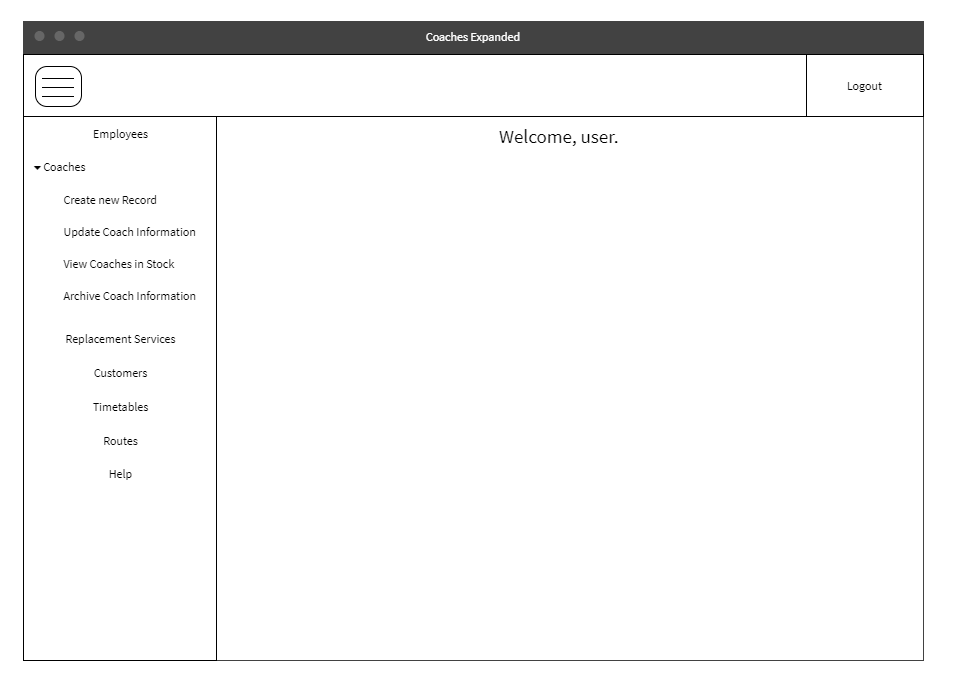 Coaches Expanded
Logout
Employees
Coaches
Create new Record
Update Coach Information
View Coaches in Stock
Archive Coach Information
Replacement Services
Customers
Timetables
Routes
Help
Welcome, user.